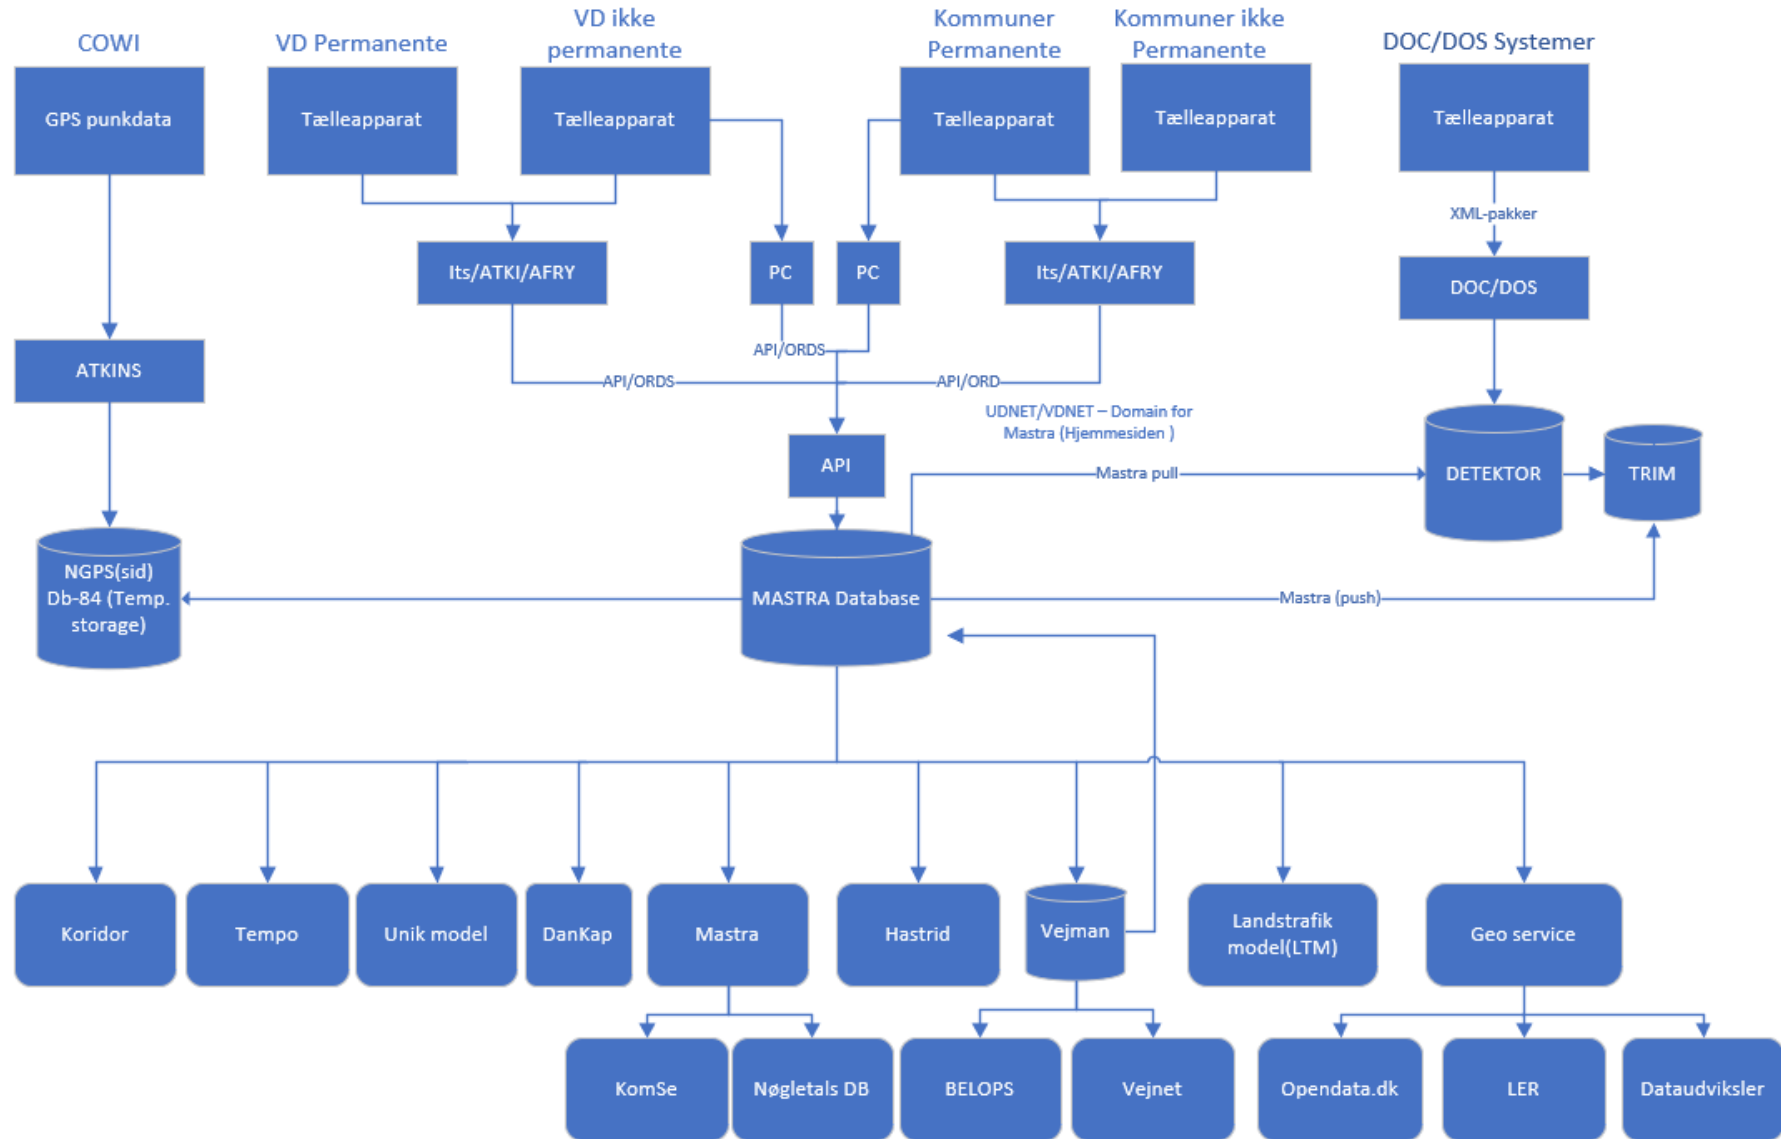 COWI
VD Permanente
VD ikke
permanente
Kommuner
Permanente
Kommuner ikke
Permanente
DOC/DOS Systemer
GPS punkdata
Tælleapparat
Tælleapparat
Tælleapparat
Tælleapparat
Tælleapparat
XML-pakker
Its/ATKI/AFRY
PC
PC
Its/ATKI/AFRY
DOC/DOS
API/ORDS
ATKINS
API/ORDS
API/ORD
UDNET/VDNET – Domain for
Mastra (Hjemmesiden )
API
Mastra pull
DETEKTOR
TRIM
NGPS(sid)
Db-84 (Temp.
storage)
MASTRA Database
Mastra (push)
Koridor
Tempo
Unik model
DanKap
Mastra
Hastrid
Vejman
Landstrafik
model(LTM)
Geo service
KomSe
Nøgletals DB
BELOPS
Vejnet
Opendata.dk
LER
Dataudviksler